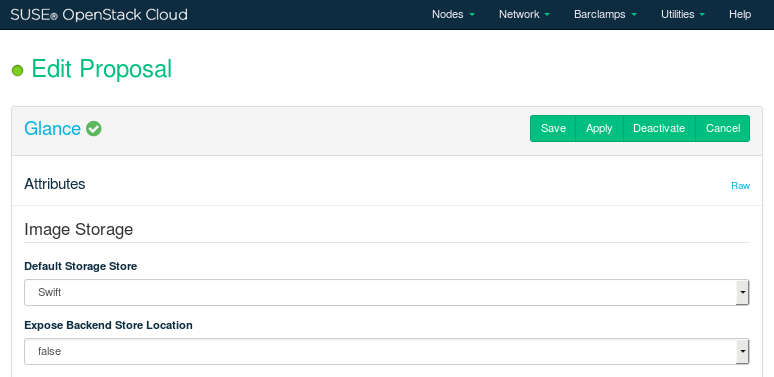 SUSE® OpenStack Cloud Nodes Network Barclamps Utilities Help
Edit Proposal
Glance Save Apply Deactivate Cancel
Attributes Raw
Image Storage
Default Storage Store
Swift
Expose Backend Store Location
false